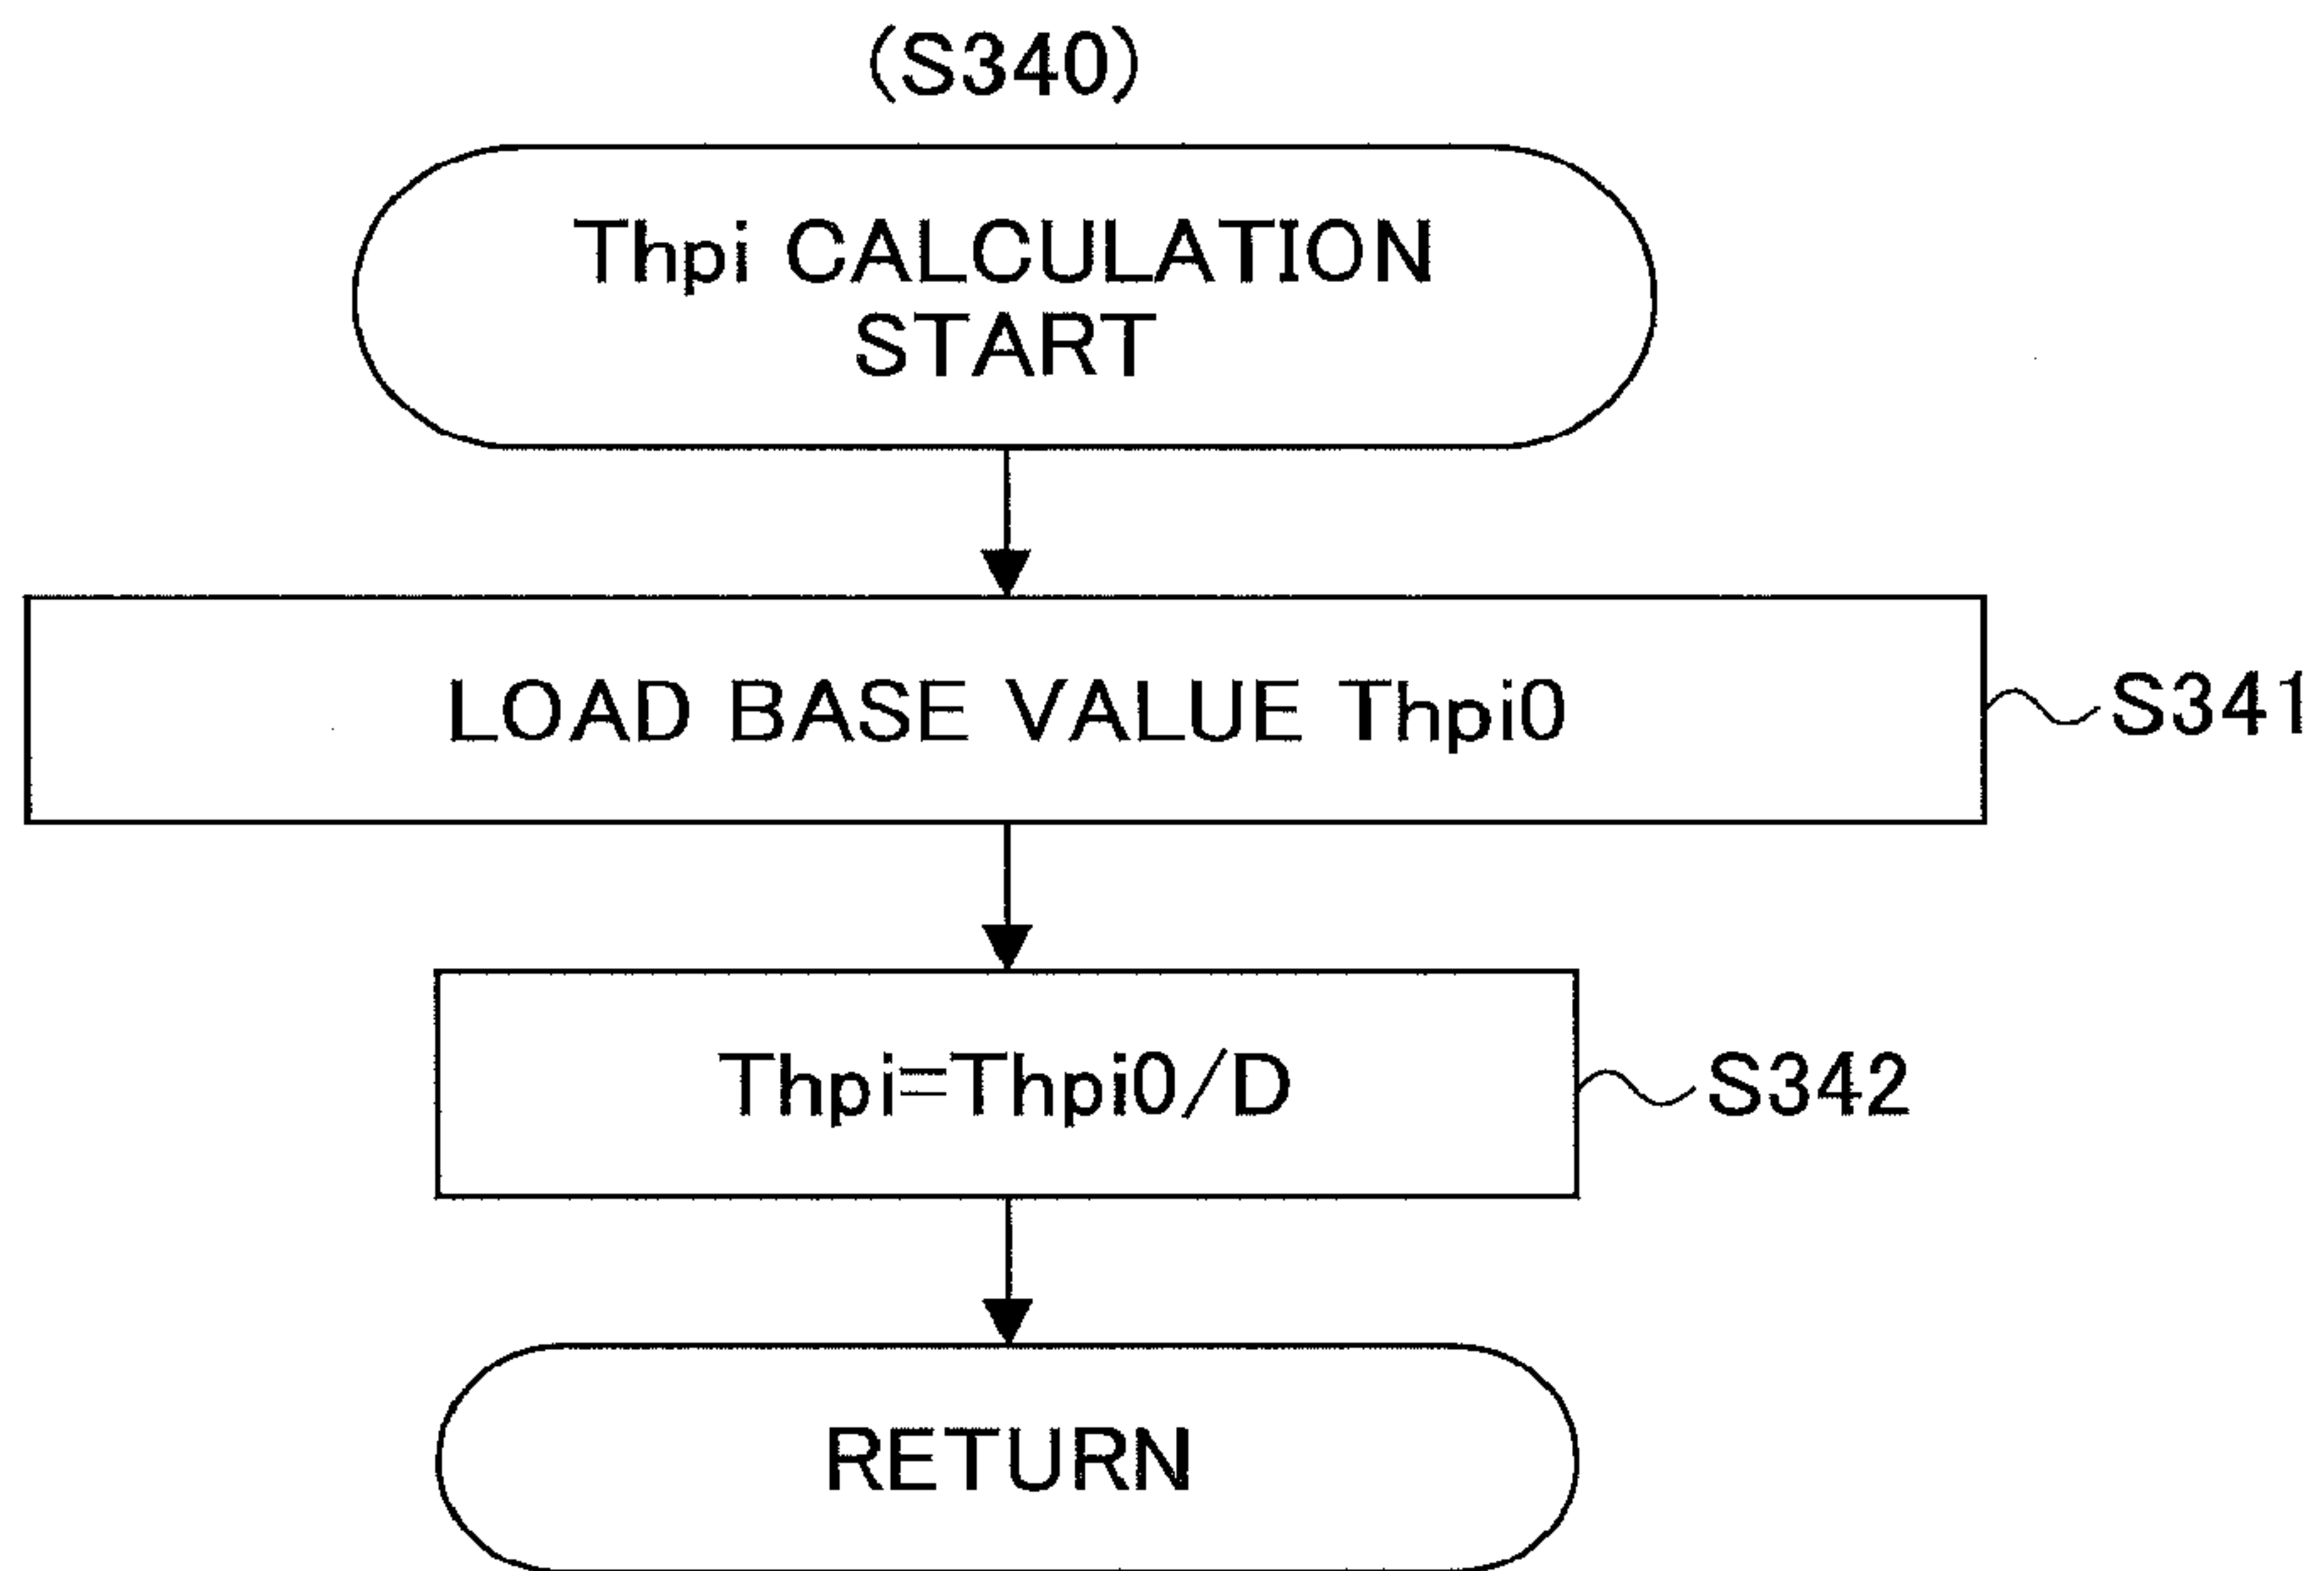 (S340)
Thpi CALCULATION
START
LOAD BASE VALUE Thpi0
S341
Thpi=Thpi0/D
S342
RETURN